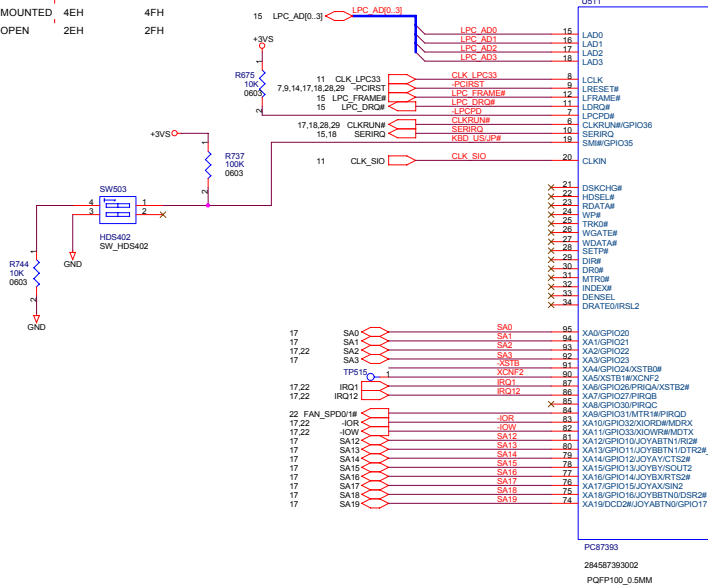 MOUNTED 4EH 4FH
OPEN 2EH 2FH
U511
15 LPC_AD[0..3] LPC_AD[0..3]
LPC_AD0 15 LAD0
LPC_AD1 16 LAD1
LPC_AD2 17 LAD2
LPC_AD3 18 LAD3
+3VS
1
R675
10K
0603
2
11 CLK_LPC33 CLK_LPC33 8 LCLK
7,9,14,17,18,28,29 -PCIRST -PCIRST 9 LRESET#
15 LPC_FRAME# LPC_FRAME# 12 LFRAME#
15 LPC_DRQ# LPC_DRQ# 11 LDRQ#
-LPCPD 7 LPCPD#
17,18,28,29 CLKRUN# CLKRUN# 6 CLKRUN#/GPIO36
15,18 SERIRQ SERIRQ 10 SERIRQ
KBD_US/JP# 19 SMI#/GPIO35
11 CLK_SIO CLK_SIO 20 CLKIN
+3VS
1
R737
100K
0603
2
SW503
4 1
3 2
HDS402
SW_HDS402
GND
1
R744
10K
0603
2
GND
21 DSKCHG#
22 HDSEL#
23 RDATA#
24 WP#
25 TRK0#
26 WGATE#
27 WDATA#
28 SETP#
29 DIR#
30 DR0#
31 MTR0#
32 INDEX#
33 DENSEL
34 DRATE0/IRSL2
17 SA0 SA0 95 XA0/GPIO20
17 SA1 SA1 94 XA1/GPIO21
17,22 SA2 SA2 93 XA2/GPIO22
17 SA3 SA3 92 XA3/GPIO23
-XSTB 91 XA4/GPIO24/XSTB0#
TP515 1 XCNF2 90 XA5/XSTB1#/XCNF2
17,22 IRQ1 IRQ1 87 XA6/GPIO26/PRIQA/XSTB2#
17,22 IRQ12 IRQ12 86 XA7/GPIO27/PIRQB
85 XA8/GPIO30/PIRQC
22 FAN_SPD0/1# 84 XA9/GPIO31/MTR1#/PIRQD
17,22 -IOR -IOR 83 XA10/GPIO32/XIORD#/MDRX
17,22 -IOW -IOW 82 XA11/GPIO33/XIOWR#/MDTX
17 SA12 SA12 81 XA12/GPIO10/JOYABTN1/RI2#
17 SA13 SA13 80 XA13/GPIO11/JOYBBTN1/DTR2#_
17 SA14 SA14 79 XA14/GPIO12/JOYAY/CTS2#
17 SA15 SA15 78 XA15/GPIO13/JOYBY/SOUT2
17 SA16 SA16 77 XA16/GPIO14/JOYBX/RTS2#
17 SA17 SA17 76 XA17/GPIO15/JOYAX/SIN2
17 SA18 SA18 75 XA18/GPIO16/JOYBBTN0/DSR2#
17 SA19 SA19 74 XA19/DCD2#/JOYABTN0/GPIO17
PC87393
284587393002
PQFP100_0.5MM